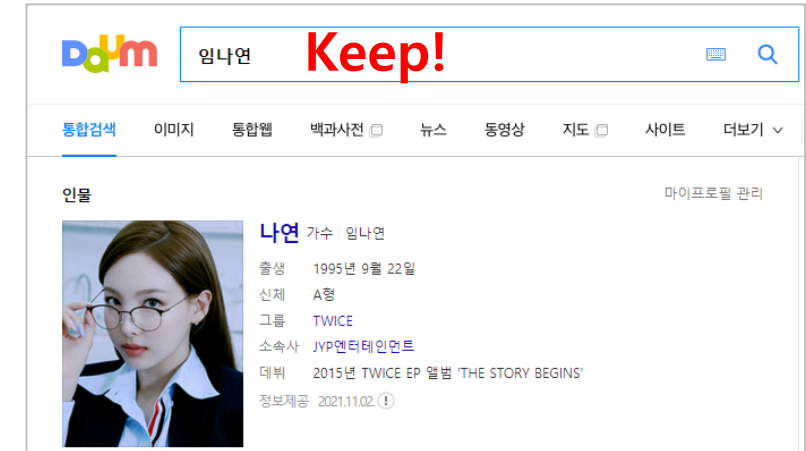 Daum 임나연 Keep!
통합검색 이미지 통합웹 백과사전 뉴스 동영상 지도 사이트 더보기
인물 마이프로필 관리
나연 가수 임나연
출생 1995년 9월 22일
신체 A형
그룹 TWICE
소속사 JYP엔터테인먼트
데뷔 2015년 TWICE EP 앨범 'THE STORY BEGINS'
정보제공 2021.11.02.